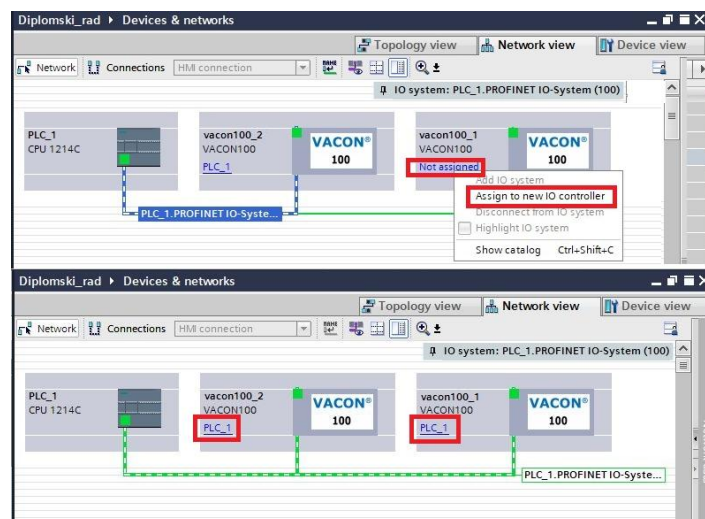 Diplomski_rad ▸ Devices & networks
Topology view Network view Device view
Network Connections HMI connection
IO system: PLC_1.PROFINET IO-System (100)
PLC_1
CPU 1214C
vacon100_2
VACON100
PLC_1
VACON®
100
vacon100_1
VACON100
Not assigned
VACON®
100
Add IO system
Assign to new IO controller
Disconnect from IO system
Highlight IO system
Show catalog Ctrl+Shift+C
PLC_1.PROFINET IO-Syste...
Diplomski_rad ▸ Devices & networks
Topology view Network view Device view
Network Connections HMI connection
IO system: PLC_1.PROFINET IO-System (100)
PLC_1
CPU 1214C
vacon100_2
VACON100
PLC_1
VACON®
100
vacon100_1
VACON100
PLC_1
VACON®
100
PLC_1.PROFINET IO-Syste...